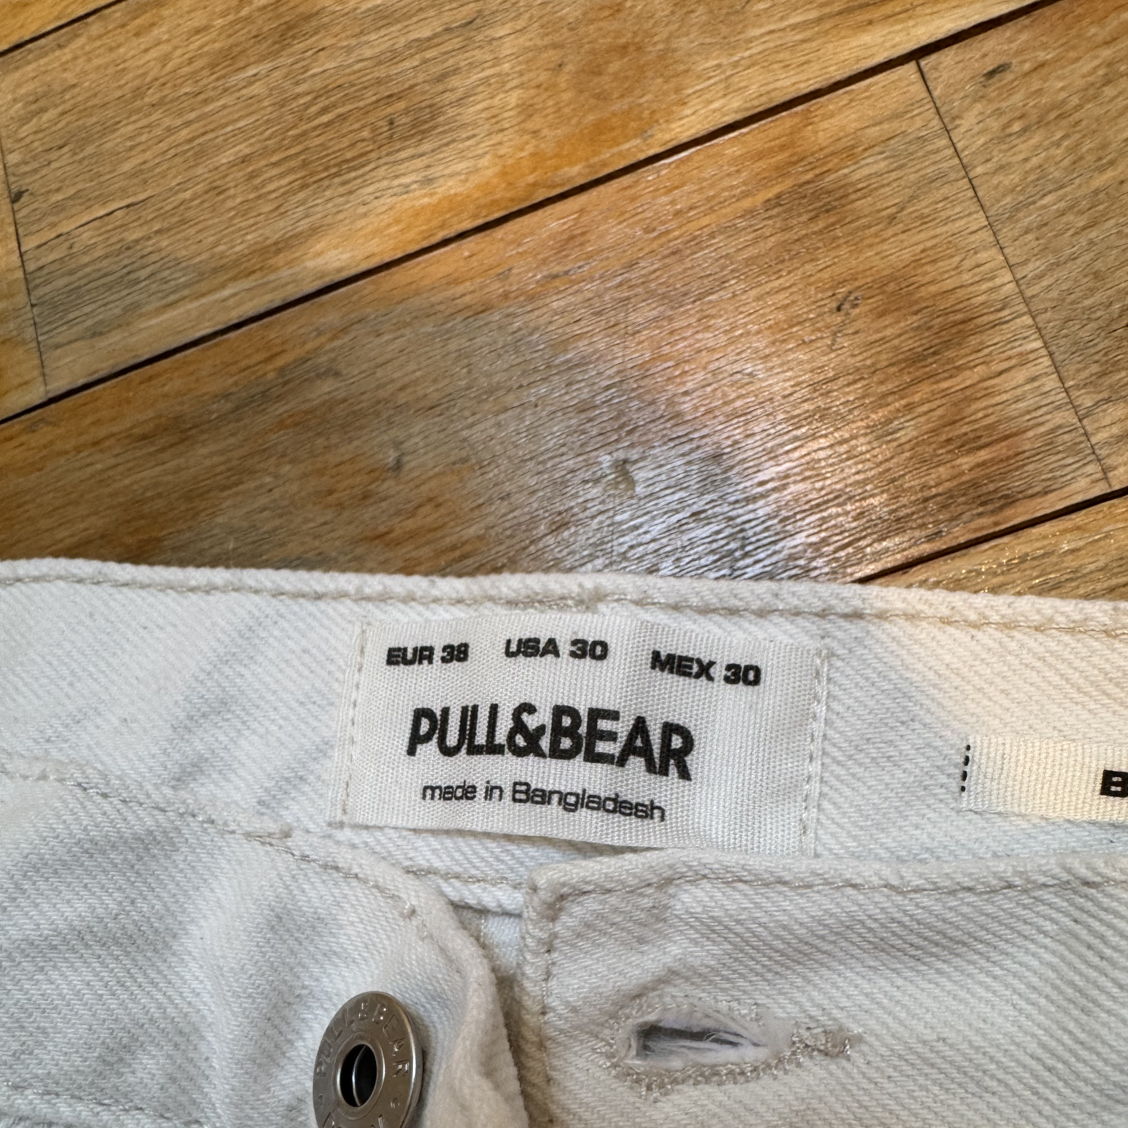 EUR 38 USA 30 MEX 30
PULL&BEAR
made in Bangladesh
B
PULL&BEAR